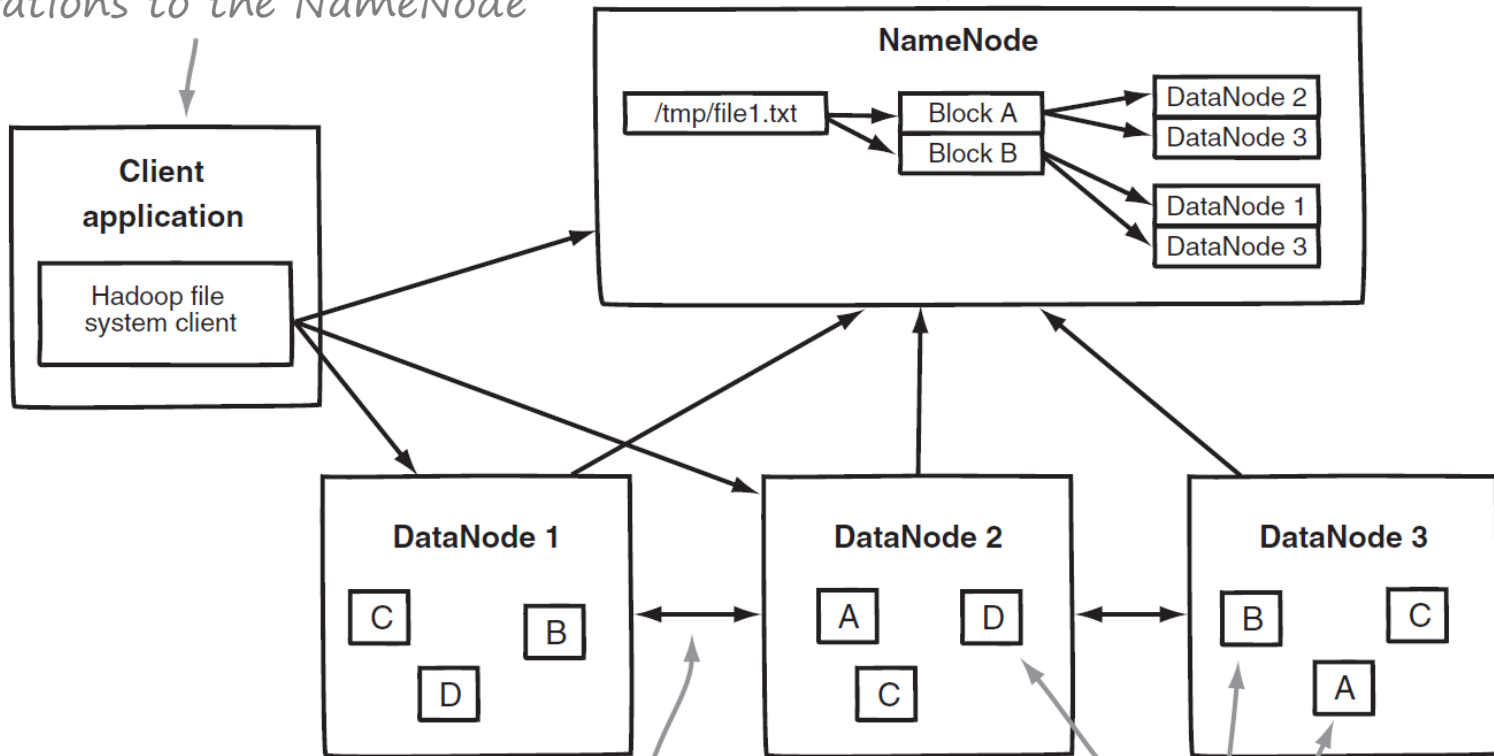 ations to the NameNode
NameNode
/tmp/file1.txt
Block A
Block B
DataNode 2
DataNode 3
DataNode 1
DataNode 3
Client
application
Hadoop file
system client
DataNode 1
C
B
D
DataNode 2
A
D
C
DataNode 3
B
C
A